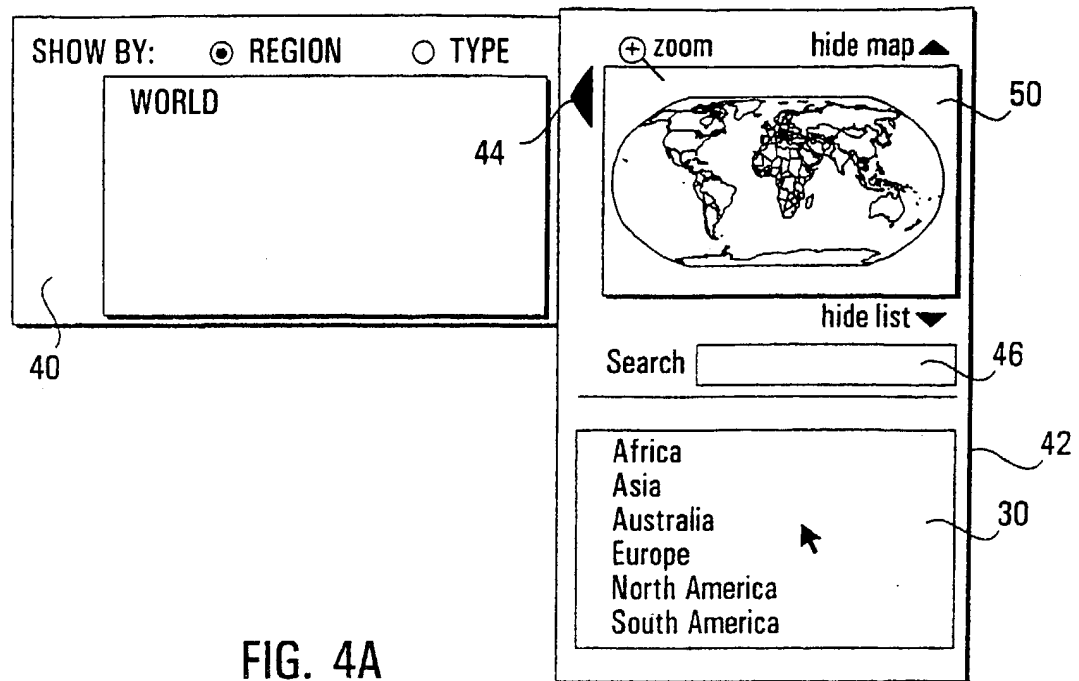 SHOW BY: REGION TYPE
WORLD
40
44
zoom hide map
50
hide list
Search
46
42
Africa
Asia
Australia
Europe
North America
South America
30
FIG. 4A